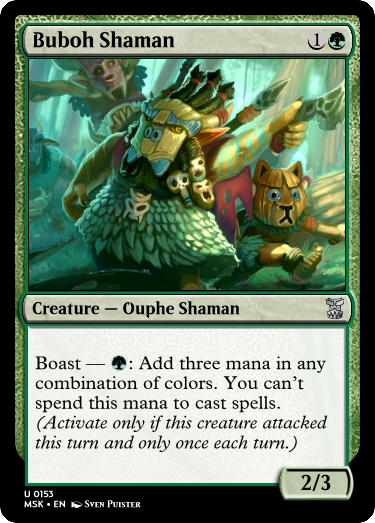 Buboh Shaman 1
Creature — Ouphe Shaman
Boast — : Add three mana in any
combination of colors. You can't
spend this mana to cast spells.
(Activate only if this creature attacked
this turn and only once each turn.)
2/3
U 0153
MSK • EN Sven Puister